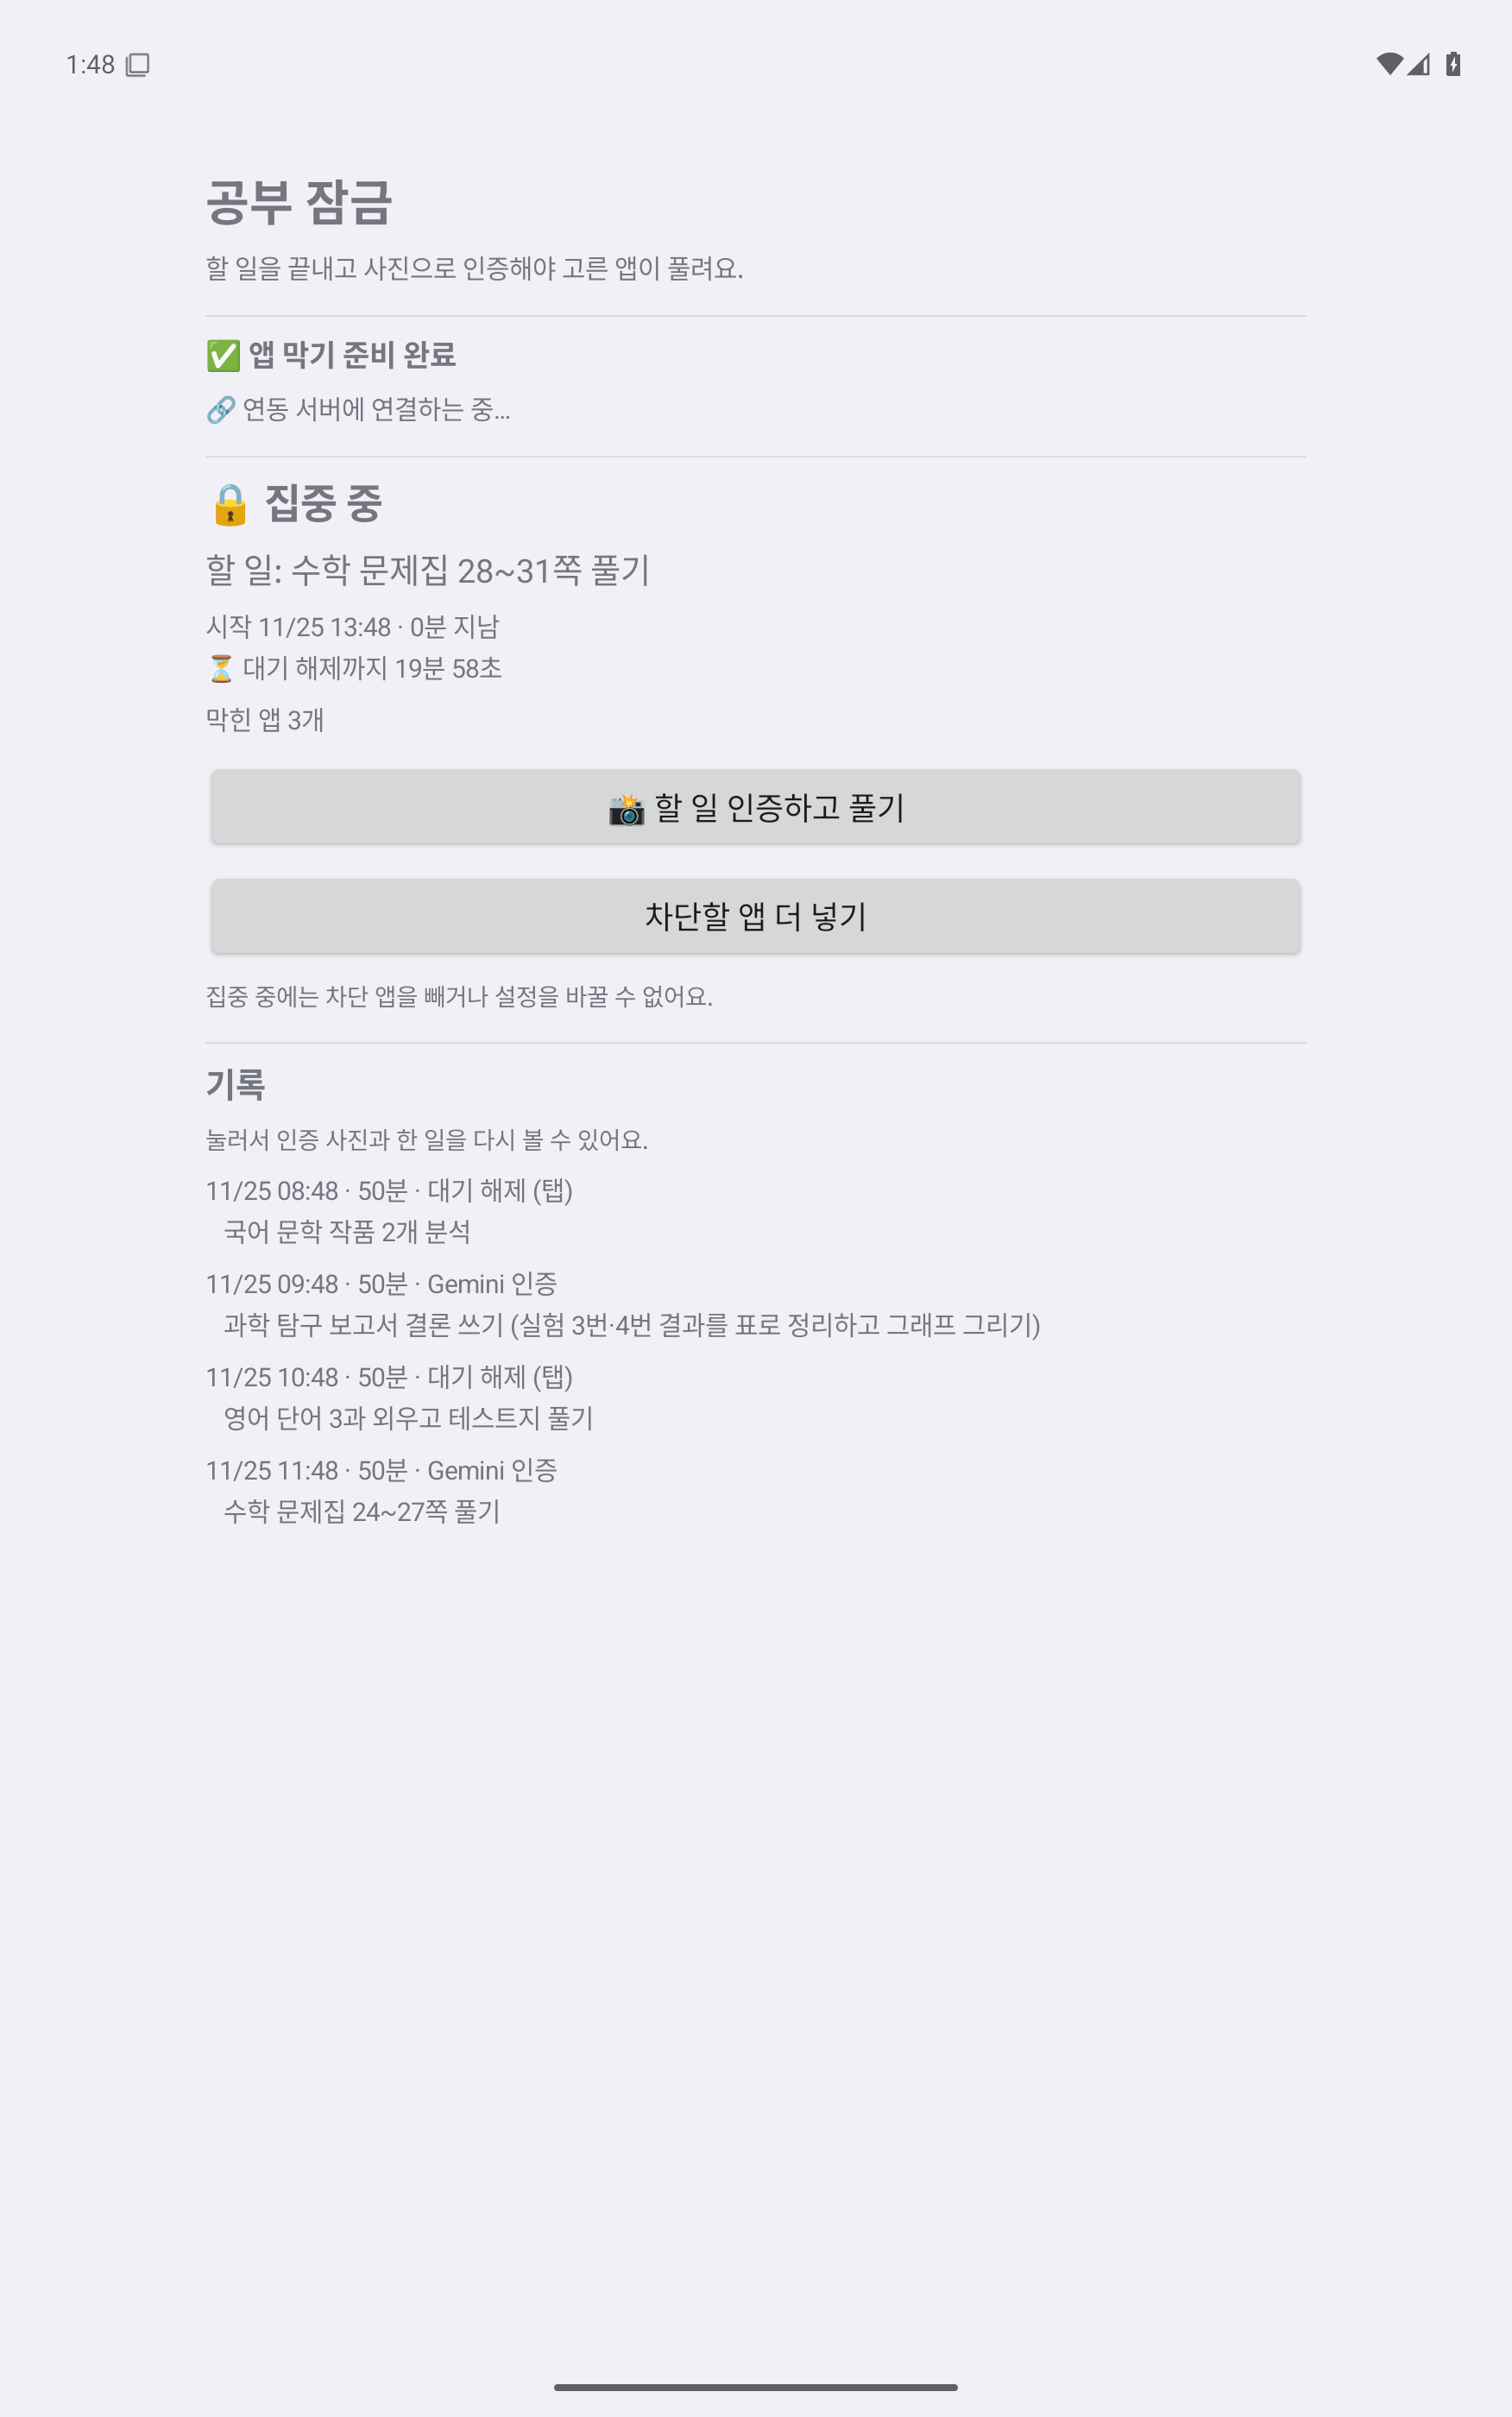 1:48
공부 잠금
할 일을 끝내고 사진으로 인증해야 고른 앱이 풀려요.
✅ 앱 막기 준비 완료
🔗 연동 서버에 연결하는 중...
🔒 집중 중
할 일: 수학 문제집 28~31쪽 풀기
시작 11/25 13:48 · 0분 지남
⏳ 대기 해제까지 19분 58초
막힌 앱 3개
📸 할 일 인증하고 풀기
차단할 앱 더 넣기
집중 중에는 차단 앱을 빼거나 설정을 바꿀 수 없어요.
기록
눌러서 인증 사진과 한 일을 다시 볼 수 있어요.
11/25 08:48 · 50분 · 대기 해제 (탭)
국어 문학 작품 2개 분석
11/25 09:48 · 50분 · Gemini 인증
과학 탐구 보고서 결론 쓰기 (실험 3번·4번 결과를 표로 정리하고 그래프 그리기)
11/25 10:48 · 50분 · 대기 해제 (탭)
영어 단어 3과 외우고 테스트지 풀기
11/25 11:48 · 50분 · Gemini 인증
수학 문제집 24~27쪽 풀기